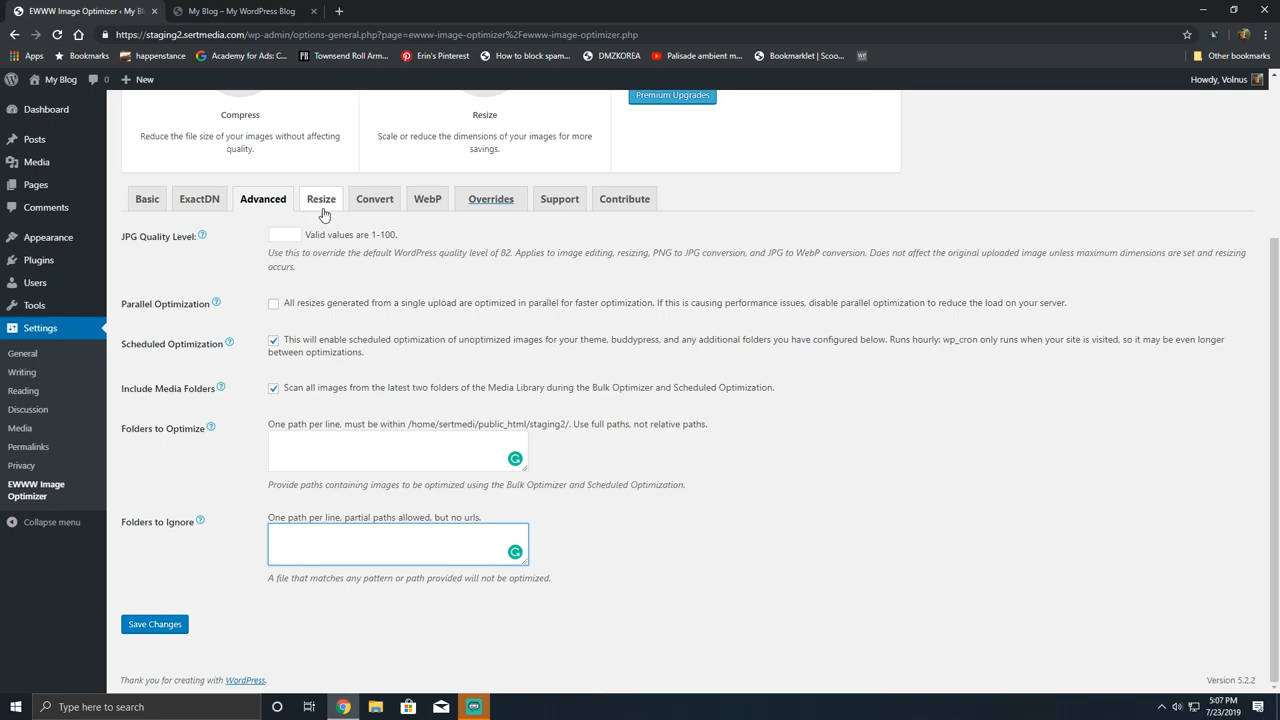 EWWW Image Optimizer ‹ My Blog
My Blog – My WordPress Blog
https://staging2.sertmedia.com/wp-admin/options-general.php?page=ewww-image-optimizer%2Fewww-image-optimizer.php
Apps
Bookmarks
happenstance
Academy for Ads: C...
Townsend Roll Arm...
Erin's Pinterest
How to block spam...
DMZKOREA
Palisade ambient m...
Bookmarklet | Scoo...
Other bookmarks
My Blog
0
New
Howdy, Volnus
Dashboard
Posts
Media
Pages
Comments
Appearance
Plugins
Users
Tools
Settings
General
Writing
Reading
Discussion
Media
Permalinks
Privacy
EWWW Image
Optimizer
Collapse menu
Compress
Reduce the file size of your images without affecting
quality.
Resize
Scale or reduce the dimensions of your images for more
savings.
Premium Upgrades
Basic
ExactDN
Advanced
Resize
Convert
WebP
Overrides
Support
Contribute
JPG Quality Level:
Valid values are 1-100.
Use this to override the default WordPress quality level of 82. Applies to image editing, resizing, PNG to JPG conversion, and JPG to WebP conversion. Does not affect the original uploaded image unless maximum dimensions are set and resizing
occurs.
Parallel Optimization
All resizes generated from a single upload are optimized in parallel for faster optimization. If this is causing performance issues, disable parallel optimization to reduce the load on your server.
Scheduled Optimization
This will enable scheduled optimization of unoptimized images for your theme, buddypress, and any additional folders you have configured below. Runs hourly: wp_cron only runs when your site is visited, so it may be even longer
between optimizations.
Include Media Folders
Scan all images from the latest two folders of the Media Library during the Bulk Optimizer and Scheduled Optimization.
Folders to Optimize
One path per line, must be within /home/sertmedi/public_html/staging2/. Use full paths, not relative paths.
Provide paths containing images to be optimized using the Bulk Optimizer and Scheduled Optimization.
Folders to Ignore
One path per line, partial paths allowed, but no urls.
A file that matches any pattern or path provided will not be optimized.
Save Changes
Thank you for creating with WordPress.
Version 5.2.2
Type here to search
5:07 PM
7/23/2019